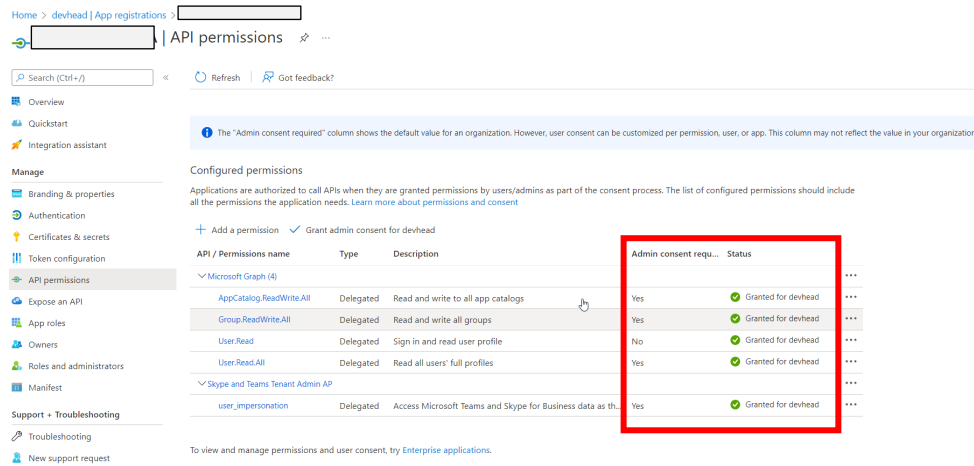 Home > devhead | App registrations >
| API permissions
Search (Ctrl+/)
«
Refresh
Got feedback?
Overview
Quickstart
Integration assistant
Manage
Branding & properties
Authentication
Certificates & secrets
Token configuration
API permissions
Expose an API
App roles
Owners
Roles and administrators
Manifest
Support + Troubleshooting
Troubleshooting
New support request
The "Admin consent required" column shows the default value for an organization. However, user consent can be customized per permission, user, or app. This column may not reflect the value in your organization
Configured permissions
Applications are authorized to call APIs when they are granted permissions by users/admins as part of the consent process. The list of configured permissions should include
all the permissions the application needs. Learn more about permissions and consent
Add a permission Grant admin consent for devhead
API / Permissions name Type Description Admin consent requ... Status
Microsoft Graph (4)
AppCatalog.ReadWrite.All Delegated Read and write to all app catalogs Yes Granted for devhead
Group.ReadWrite.All Delegated Read and write all groups Yes Granted for devhead
User.Read Delegated Sign in and read user profile No Granted for devhead
User.Read.All Delegated Read all users' full profiles Yes Granted for devhead
Skype and Teams Tenant Admin AP
user_impersonation Delegated Access Microsoft Teams and Skype for Business data as th... Yes Granted for devhead
To view and manage permissions and user consent, try Enterprise applications.